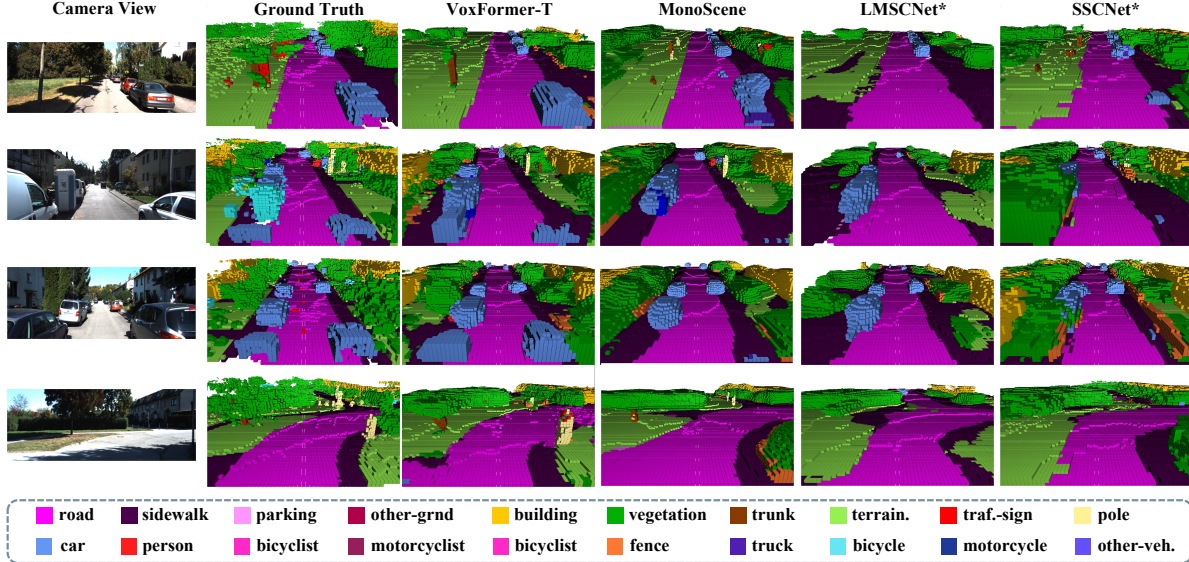 Camera View Ground Truth VoxFormer-T MonoScene LMSCNet* SSCNet*
road sidewalk parking other-grnd building vegetation trunk terrain. traf.-sign pole
car person bicyclist motorcyclist bicyclist fence truck bicycle motorcycle other-veh.